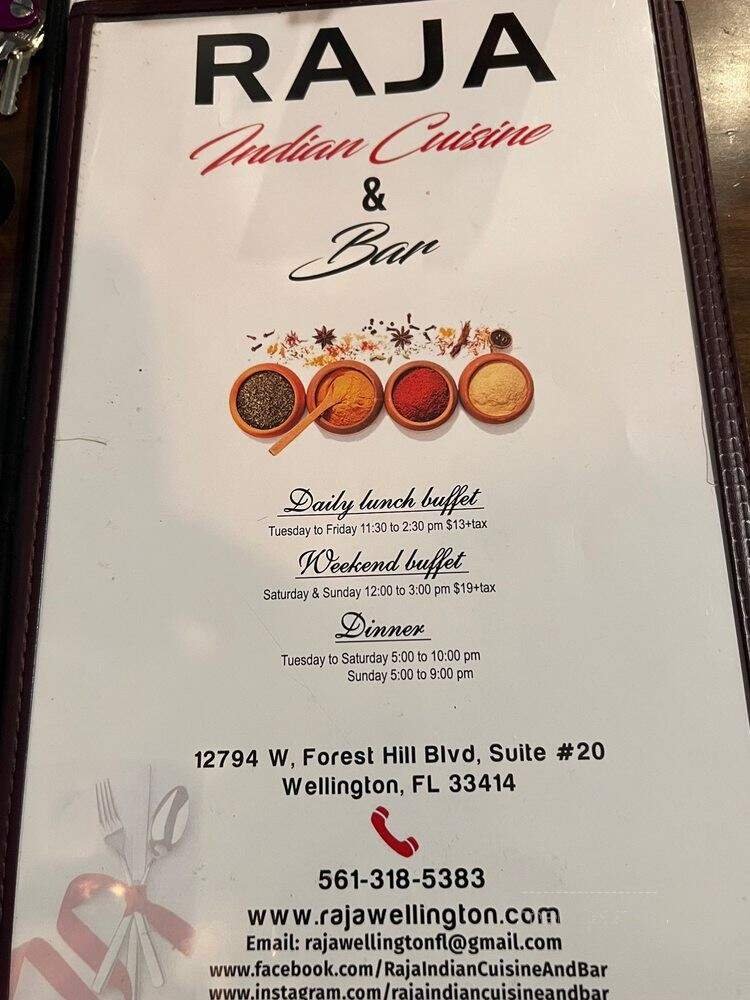 RAJA
Indian Cuisine
&
Bar
Daily lunch buffet
Tuesday to Friday 11:30 to 2:30 pm $13+tax
Weekend buffet
Saturday & Sunday 12:00 to 3:00 pm $19+tax
Dinner
Tuesday to Saturday 5:00 to 10:00 pm
Sunday 5:00 to 9:00 pm
12794 W, Forest Hill Blvd, Suite #20
Wellington, FL 33414
561-318-5383
www.rajawellington.com
Email: rajawellingtonfl@gmail.com
www.facebook.com/RajaIndianCuisineAndBar
www.instagram.com/rajaindiancuisineandbar